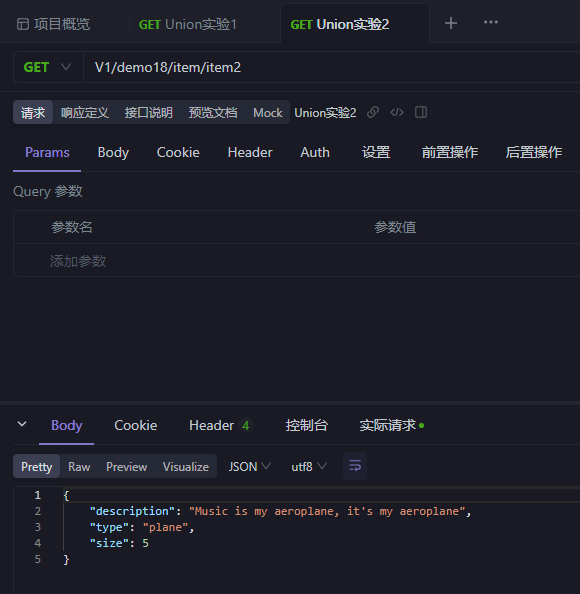 项目概览 GET Union实验1 GET Union实验2
GET V1/demo18/item/item2
请求 响应定义 接口说明 预览文档 Mock Union实验2
Params Body Cookie Header Auth 设置 前置操作 后置操作
Query 参数
参数名 参数值
添加参数
Body Cookie Header 4 控制台 实际请求
Pretty Raw Preview Visualize JSON utf8
1 {
2 "description": "Music is my aeroplane, it's my aeroplane",
3 "type": "plane",
4 "size": 5
5 }